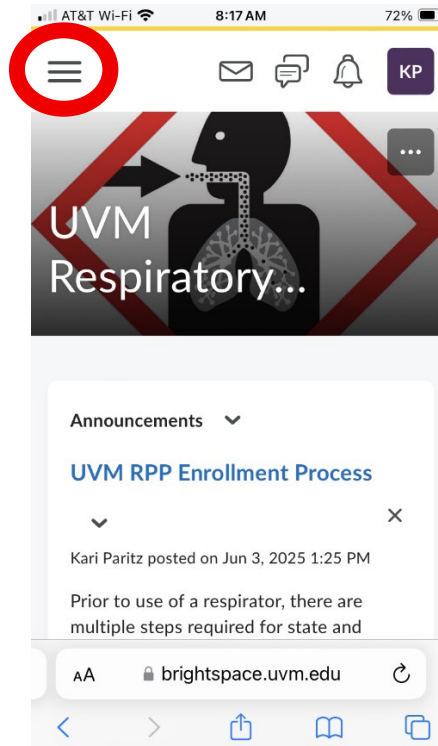 AT&T Wi-Fi 8:17 AM 72%
KP
UVM
Respiratory...
Announcements
UVM RPP Enrollment Process
Kari Paritz posted on Jun 3, 2025 1:25 PM
Prior to use of a respirator, there are
multiple steps required for state and
AA brightspace.uvm.edu